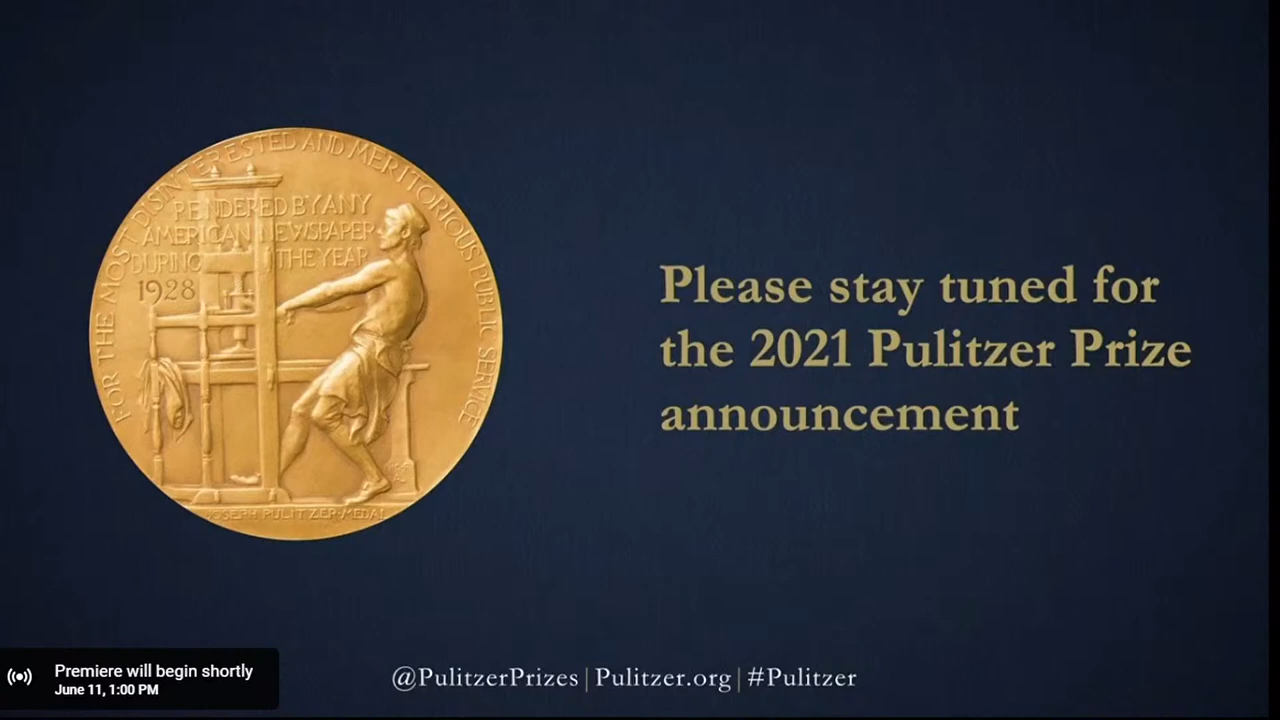 FOR THE MOST DISINTERESTED AND MERITORIOUS PUBLIC SERVICE
RENDERED BY ANY
AMERICAN NEWSPAPER
DURING THE YEAR
1928
JOSEPH PULITZER MEDAL
Please stay tuned for
the 2021 Pulitzer Prize
announcement
Premiere will begin shortly
June 11, 1:00 PM
@PulitzerPrizes | Pulitzer.org | #Pulitzer